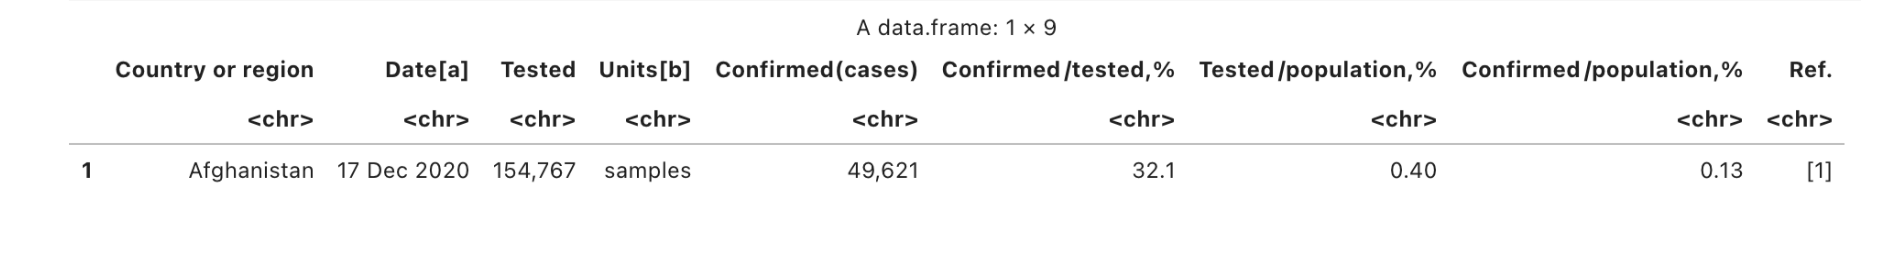 A data.frame: 1 × 9
Country or region Date[a] Tested Units[b] Confirmed(cases) Confirmed/tested,% Tested/population,% Confirmed/population,% Ref.
<chr> <chr> <chr> <chr> <chr> <chr> <chr> <chr> <chr>
1 Afghanistan 17 Dec 2020 154,767 samples 49,621 32.1 0.40 0.13 [1]